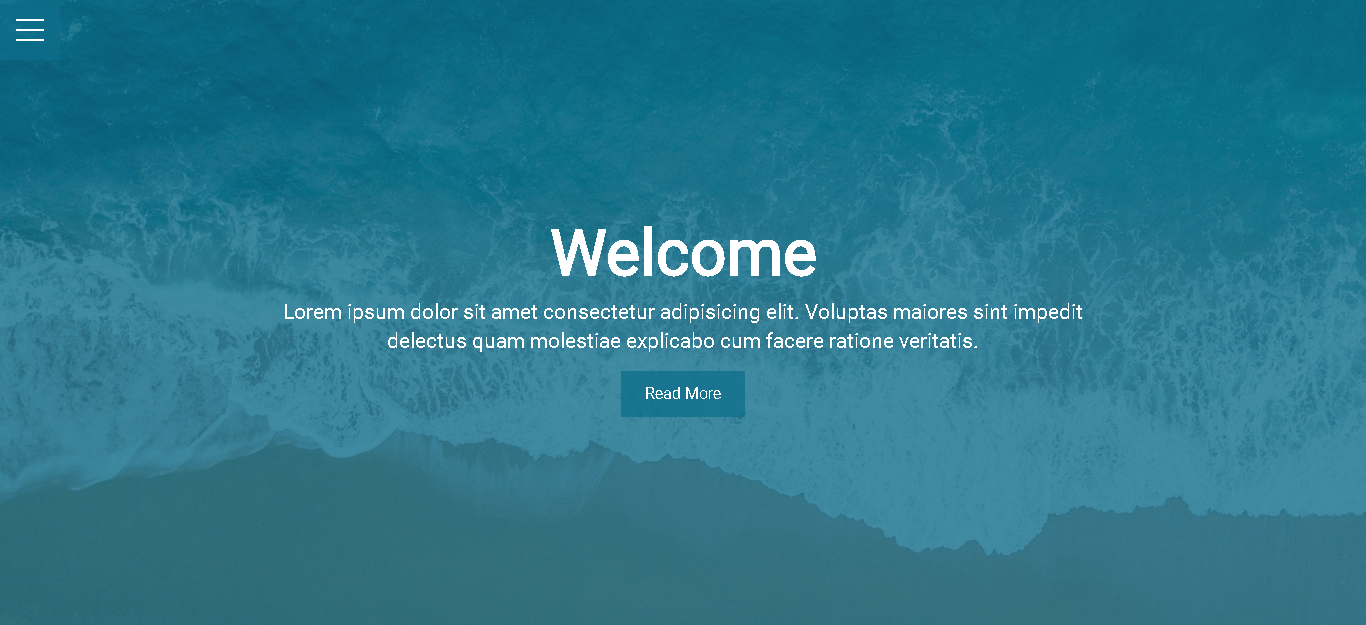 Welcome
Lorem ipsum dolor sit amet consectetur adipisicing elit. Voluptas maiores sint impedit
delectus quam molestiae explicabo cum facere ratione veritatis.
Read More